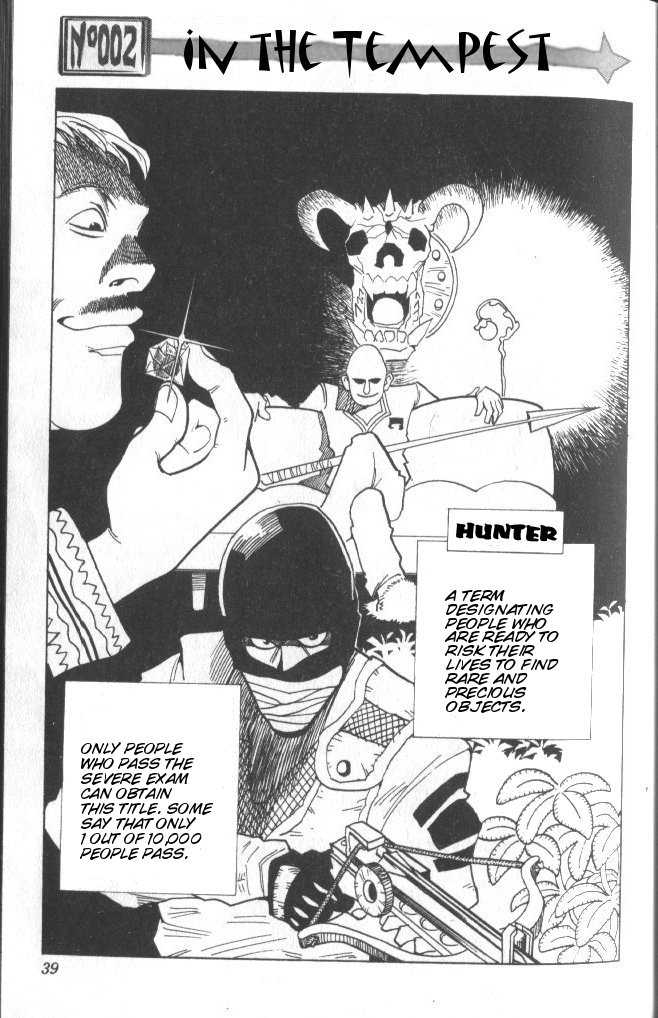 Nº002
IN THE TEMPEST
HUNTER
A TERM
DESIGNATING
PEOPLE WHO
ARE READY TO
RISK THEIR
LIVES TO FIND
RARE AND
PRECIOUS
OBJECTS.
ONLY PEOPLE
WHO PASS THE
SEVERE EXAM
CAN OBTAIN
THIS TITLE. SOME
SAY THAT ONLY
1 OUT OF 10,000
PEOPLE PASS.
39